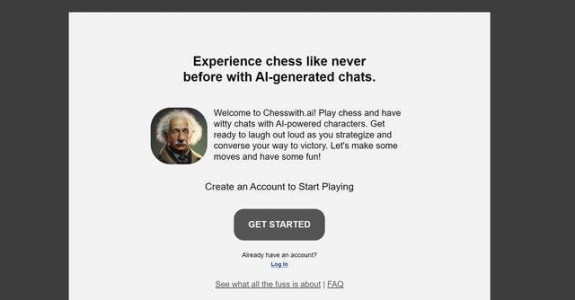 Experience chess like never
before with AI-generated chats.
Welcome to Chesswith.ai! Play chess and have
witty chats with AI-powered characters. Get
ready to laugh out loud as you strategize and
converse your way to victory. Let's make some
moves and have some fun!
Create an Account to Start Playing
GET STARTED
Already have an account?
Log In
See what all the fuss is about | FAQ